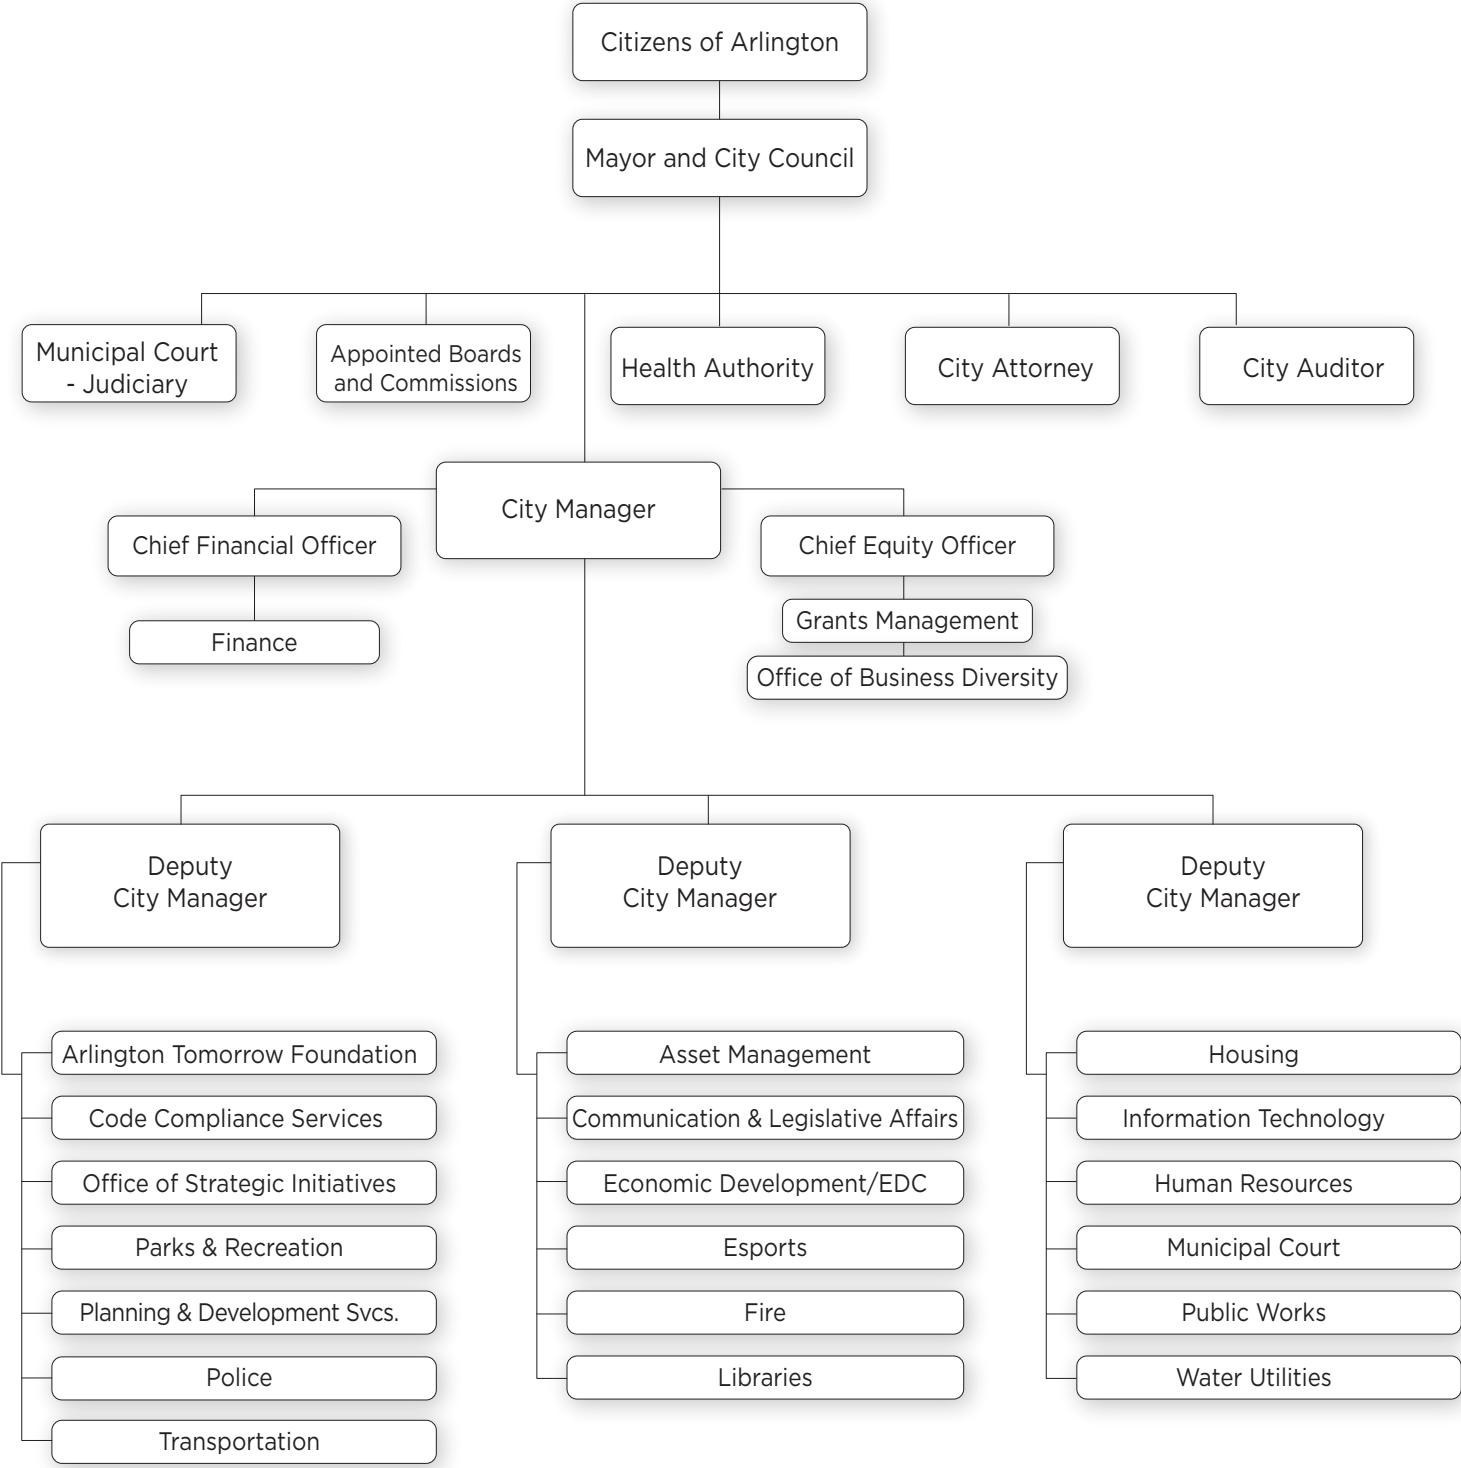 Citizens of Arlington
Mayor and City Council
Municipal Court
- Judiciary
Appointed Boards
and Commissions
Health Authority
City Attorney
City Auditor
City Manager
Chief Financial Officer
Chief Equity Officer
Finance
Grants Management
Office of Business Diversity
Deputy
City Manager
Deputy
City Manager
Deputy
City Manager
Arlington Tomorrow Foundation
Code Compliance Services
Office of Strategic Initiatives
Parks & Recreation
Planning & Development Svcs.
Police
Transportation
Asset Management
Communication & Legislative Affairs
Economic Development/EDC
Esports
Fire
Libraries
Housing
Information Technology
Human Resources
Municipal Court
Public Works
Water Utilities